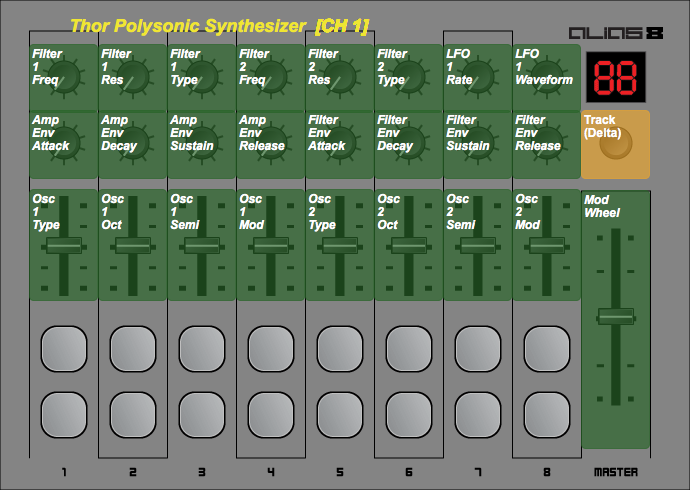 Thor Polysonic Synthesizer [CH 1]
ALIAS 8
Filter
1
Freq
Filter
1
Res
Filter
1
Type
Filter
2
Freq
Filter
2
Res
Filter
2
Type
LFO
1
Rate
LFO
1
Waveform
88
Amp
Env
Attack
Amp
Env
Decay
Amp
Env
Sustain
Amp
Env
Release
Filter
Env
Attack
Filter
Env
Decay
Filter
Env
Sustain
Filter
Env
Release
Track
(Delta)
Osc
1
Type
Osc
1
Oct
Osc
1
Semi
Osc
1
Mod
Osc
2
Type
Osc
2
Oct
Osc
2
Semi
Osc
2
Mod
Mod
Wheel
1 2 3 4 5 6 7 8 MASTER